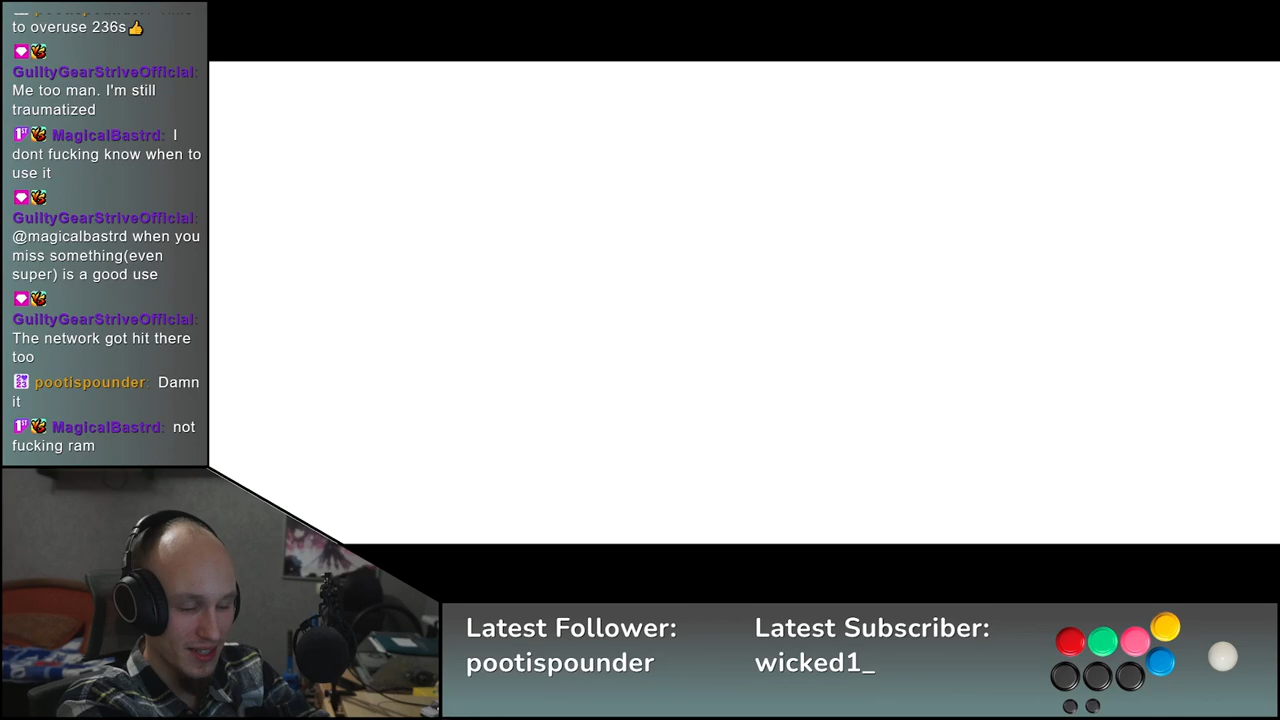 to overuse 236s👍
GuiltyGearStriveOfficial:
Me too man. I'm still
traumatized
1ST MagicalBastrd: I
dont fucking know when to
use it
GuiltyGearStriveOfficial:
@magicalbastrd when you
miss something(even
super) is a good use
GuiltyGearStriveOfficial:
The network got hit there
too
pootispounder: Damn
it
1ST MagicalBastrd: not
fucking ram
Latest Follower:
pootispounder
Latest Subscriber:
wicked1_